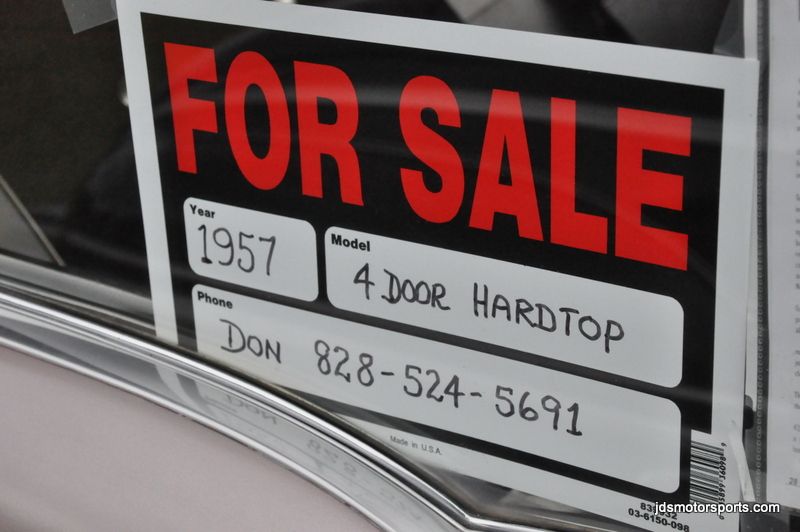 FOR SALE
Year
1957
Model
4 DOOR HARDTOP
Phone
DON 828-524-5691
Made in U.S.A.
03-6150-098
jdsmotorsports.com